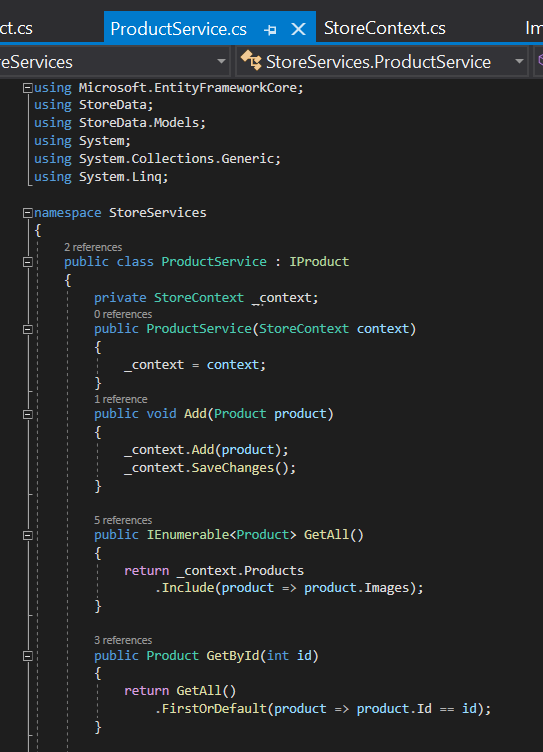 ct.cs ProductService.cs StoreContext.cs Im
eServices StoreServices.ProductService
using Microsoft.EntityFrameworkCore;
using StoreData;
using StoreData.Models;
using System;
using System.Collections.Generic;
using System.Linq;
namespace StoreServices
{
2 references
public class ProductService : IProduct
{
private StoreContext _context;
0 references
public ProductService(StoreContext context)
{
_context = context;
}
1 reference
public void Add(Product product)
{
_context.Add(product);
_context.SaveChanges();
}
5 references
public IEnumerable<Product> GetAll()
{
return _context.Products
.Include(product => product.Images);
}
3 references
public Product GetById(int id)
{
return GetAll()
.FirstOrDefault(product => product.Id == id);
}